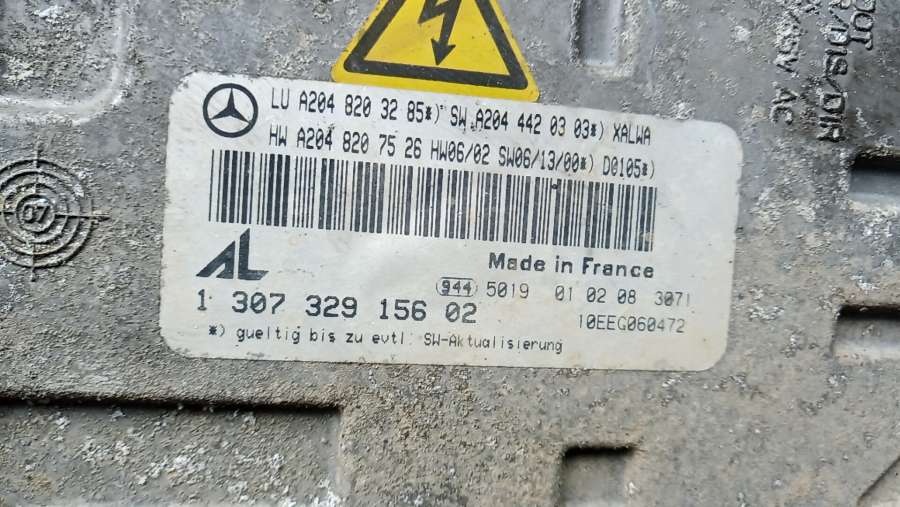 LU A204 820 32 85*) SW A204 442 03 03*) XALWA
HW A204 820 75 26 HW06/02 SW06/13/00*) D0105*)
AL
Made in France
944 5019 01 02 08 3071
1 307 329 156 02
10EEG060472
*) gueltig bis zu evtl. SW-Aktualisierung
07